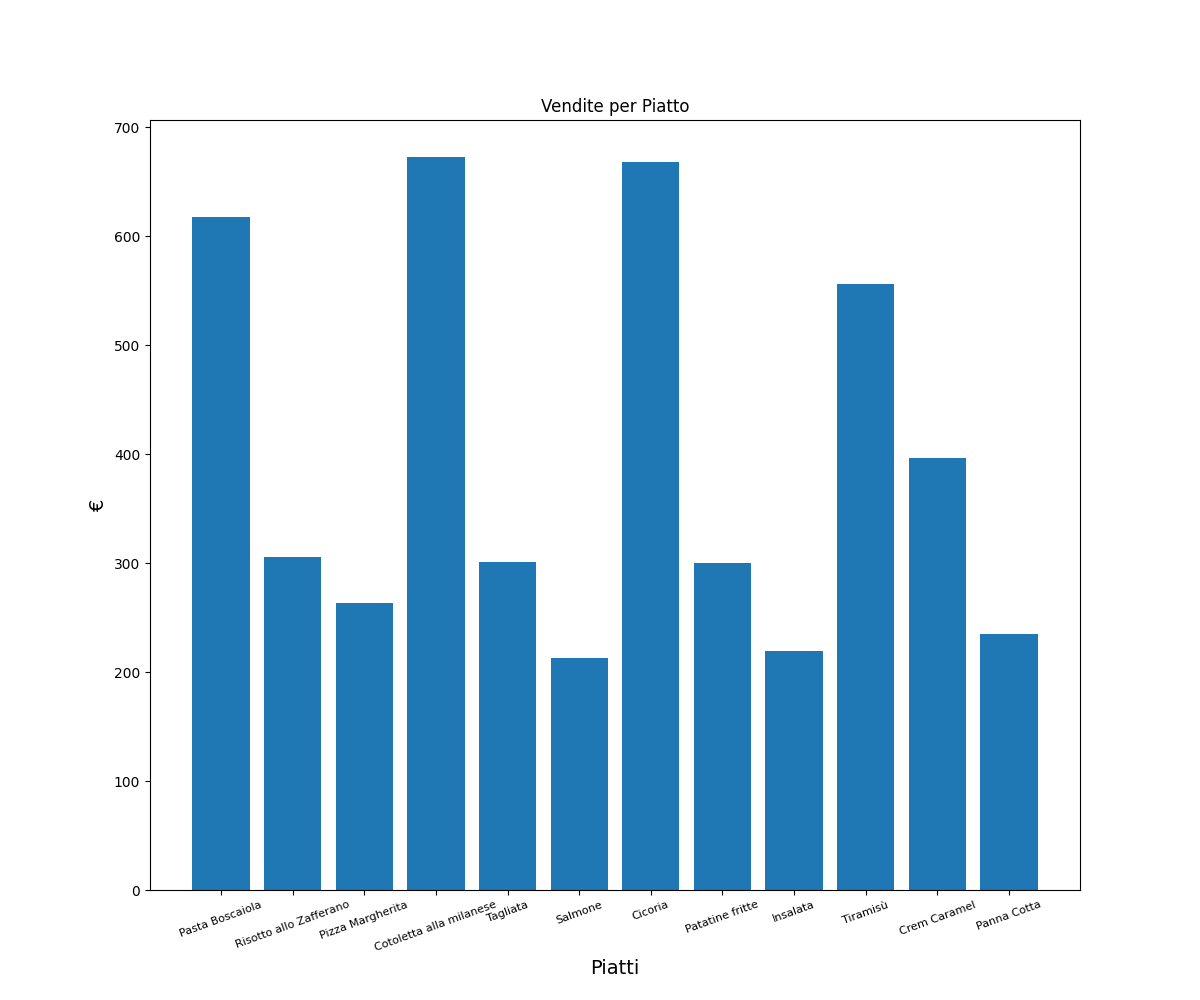 Vendite per Piatto
700
600
500
400
300
200
100
0
€
Pasta Boscaiola
Risotto allo Zafferano
Pizza Margherita
Cotoletta alla milanese
Tagliata
Salmone
Cicoria
Patatine fritte
Insalata
Tiramisù
Crem Caramel
Panna Cotta
Piatti